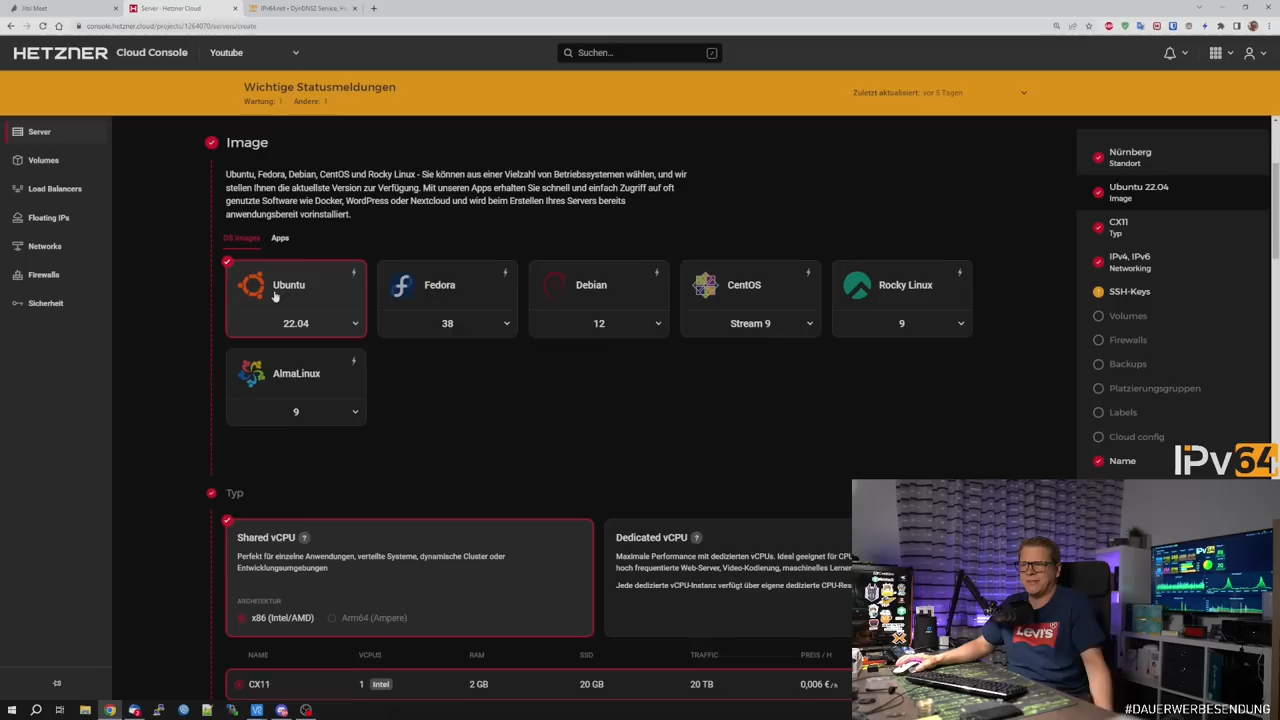 Jitsi Meet
Server · Hetzner Cloud
IPv64.net • DynDNS2 Service, He
console.hetzner.cloud/projects/1264070/servers/create
HETZNER
Cloud Console
Youtube
Suchen...
/
Wichtige Statusmeldungen
Wartung: 1
Andere: 1
Zuletzt aktualisiert: vor 5 Tagen
Server
Volumes
Load Balancers
Floating IPs
Networks
Firewalls
Sicherheit
Image
Ubuntu, Fedora, Debian, CentOS und Rocky Linux - Sie können aus einer Vielzahl von Betriebssystemen wählen, und wir
stellen Ihnen die aktuellste Version zur Verfügung. Mit unseren Apps erhalten Sie schnell und einfach Zugriff auf oft
genutzte Software wie Docker, WordPress oder Nextcloud und wird beim Erstellen Ihres Servers bereits
anwendungsbereit vorinstalliert.
OS Images
Apps
Ubuntu
22.04
Fedora
38
Debian
12
CentOS
Stream 9
Rocky Linux
9
AlmaLinux
9
Typ
Shared vCPU ?
Perfekt für einzelne Anwendungen, verteilte Systeme, dynamische Cluster oder
Entwicklungsumgebungen
ARCHITEKTUR
x86 (Intel/AMD)
Arm64 (Ampere)
Dedicated vCPU ?
Maximale Performance mit dedizierten vCPUs. Ideal geeignet für CPU
hoch frequentierte Web-Server, Video-Kodierung, maschinelles Lernen
Jede dedizierte vCPU-Instanz verfügt über eigene dedizierte CPU-Res
NAME
VCPUS
RAM
SSD
TRAFFIC
PREIS / H
CX11
1
Intel
2 GB
20 GB
20 TB
0,006 €/h
Nürnberg
Standort
Ubuntu 22.04
Image
CX11
Typ
IPv4, IPv6
Networking
SSH-Keys
Volumes
Firewalls
Backups
Platzierungsgruppen
Labels
Cloud config
Name
IPv64
IPv64
Levi's
#DAUERWERBESENDUNG